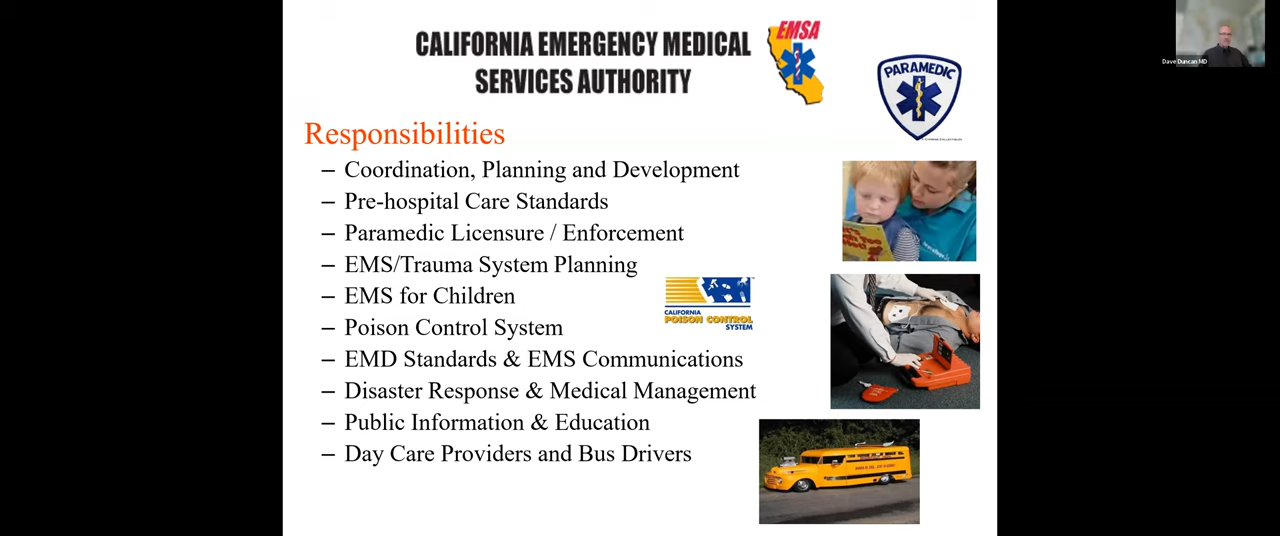 CALIFORNIA EMERGENCY MEDICAL
SERVICES AUTHORITY
EMSA
PARAMEDIC
Dave Duncan MD
Responsibilities
– Coordination, Planning and Development
– Pre-hospital Care Standards
– Paramedic Licensure / Enforcement
– EMS/Trauma System Planning
– EMS for Children
– Poison Control System
– EMD Standards & EMS Communications
– Disaster Response & Medical Management
– Public Information & Education
– Day Care Providers and Bus Drivers
CALIFORNIA
POISON CONTROL
SYSTEM